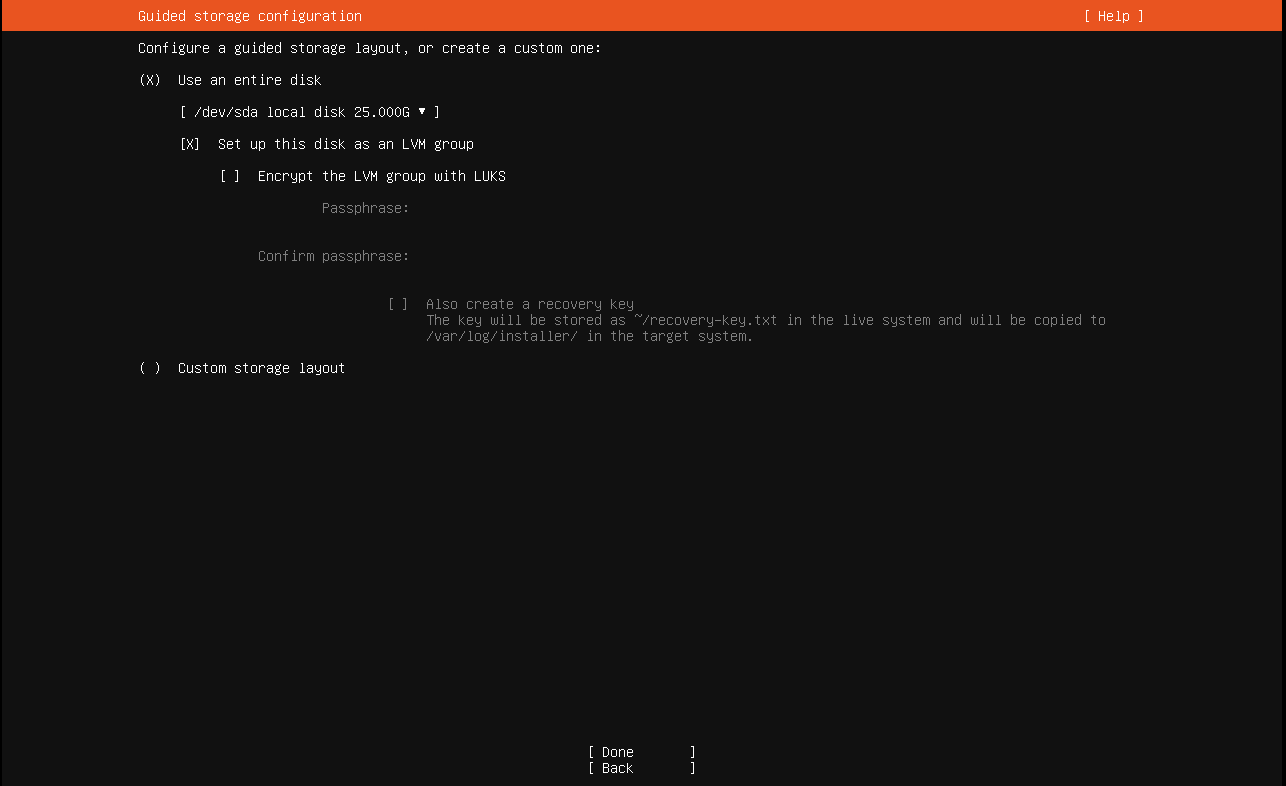 Guided storage configuration [ Help ]
Configure a guided storage layout, or create a custom one:
(X) Use an entire disk
[ /dev/sda local disk 25.000G ▾ ]
[X] Set up this disk as an LVM group
[ ] Encrypt the LVM group with LUKS
Passphrase:
Confirm passphrase:
[ ] Also create a recovery key
The key will be stored as ~/recovery-key.txt in the live system and will be copied to
/var/log/installer/ in the target system.
( ) Custom storage layout
[ Done ]
[ Back ]